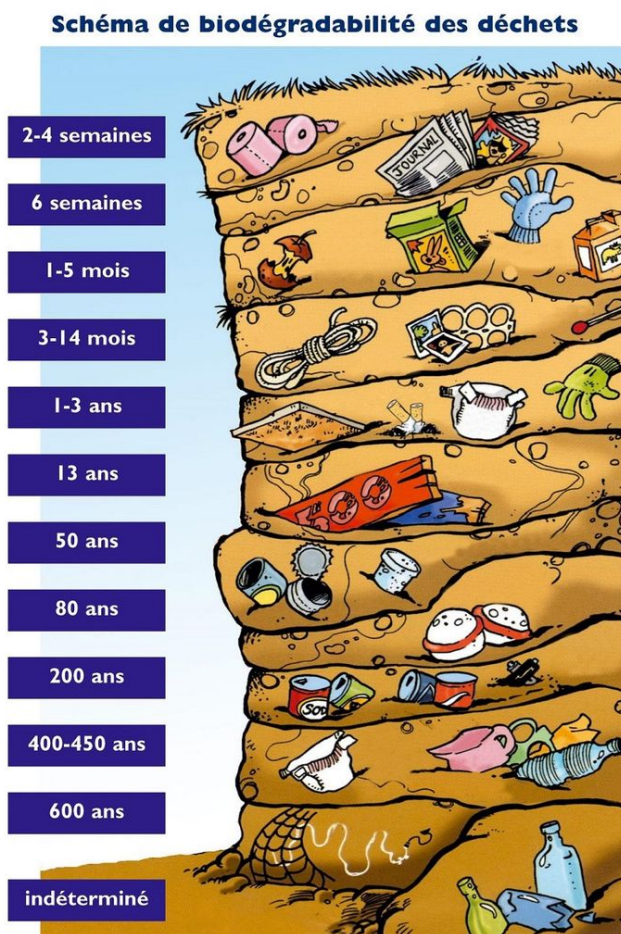 Schéma de biodégradabilité des déchets
2-4 semaines
JOURNAL
6 semaines
1-5 mois
3-14 mois
1-3 ans
13 ans
50 ans
80 ans
200 ans
SODA
400-450 ans
600 ans
indéterminé